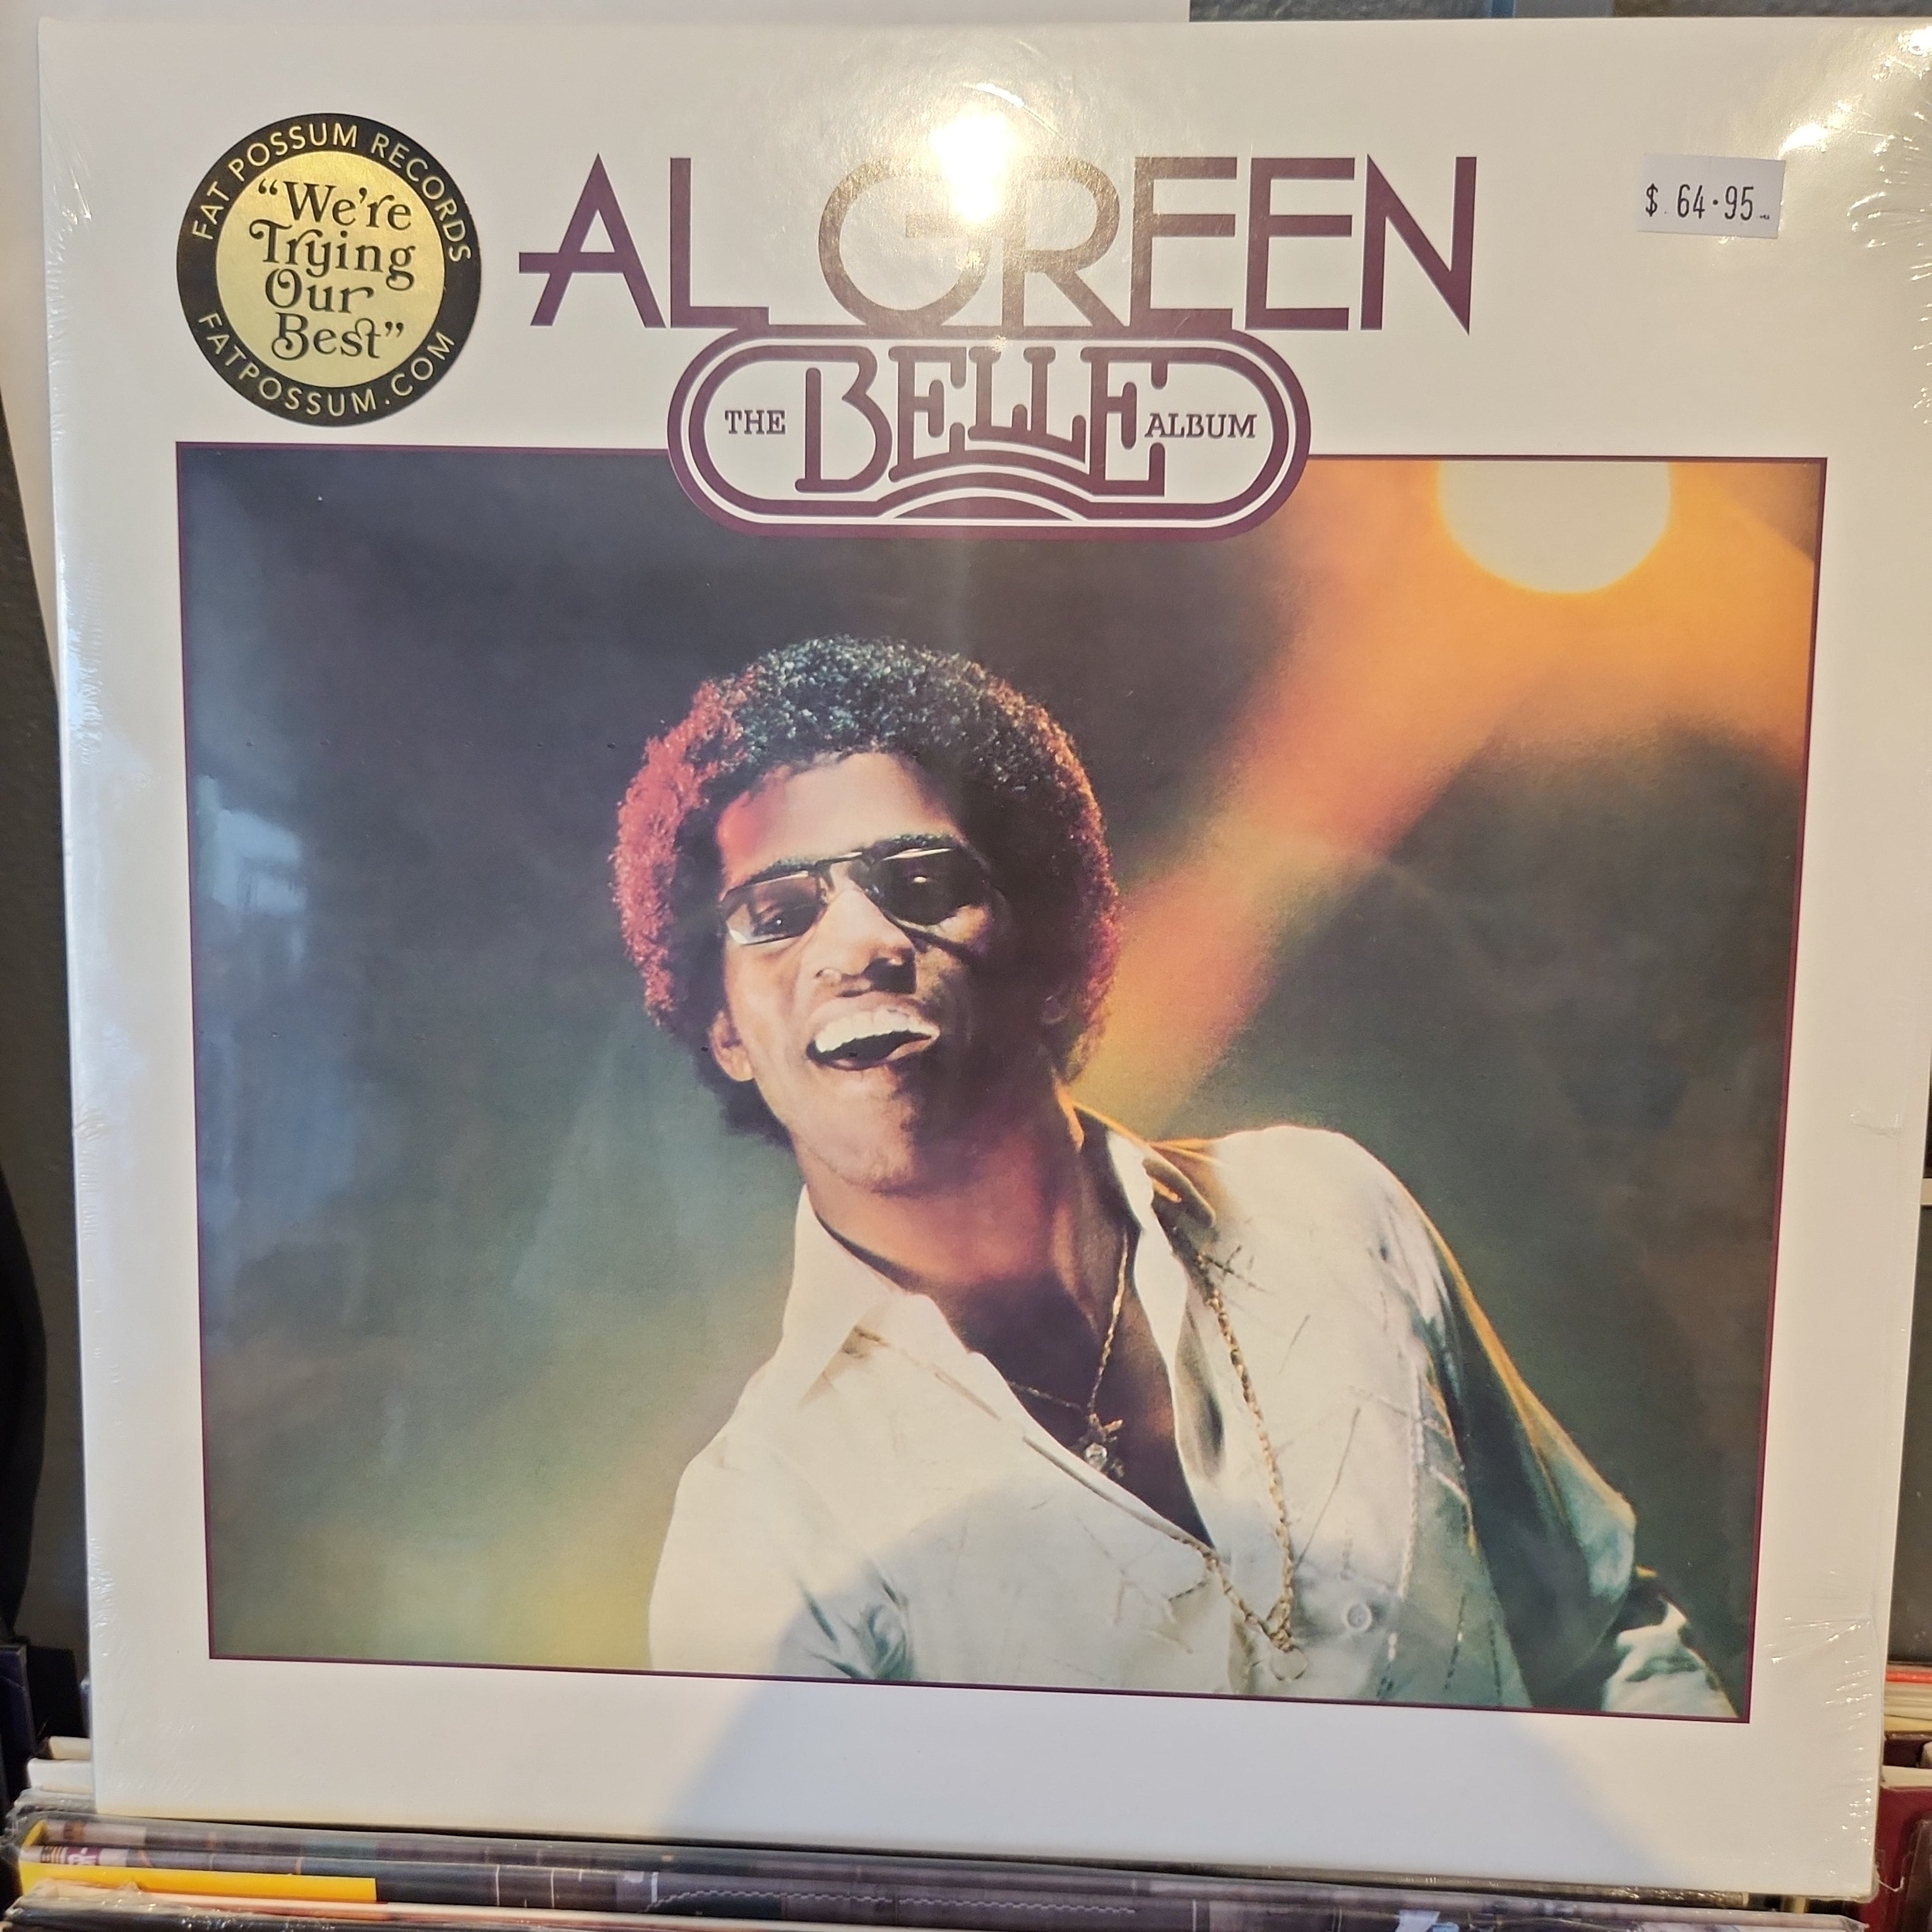 FAT POSSUM RECORDS
"We're
Trying
Our
Best"
FATPOSSUM.COM
AL GREEN
$ 64.95
THE BELLE ALBUM